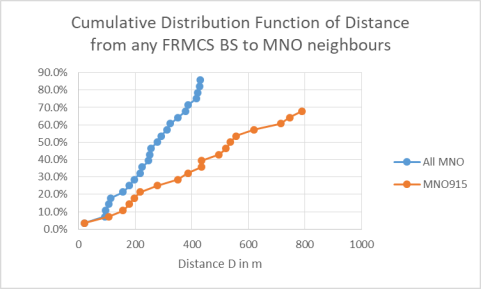 Cumulative Distribution Function of Distance
from any FRMCS BS to MNO neighbours
90.0%
80.0%
70.0%
60.0%
50.0%
40.0%
30.0%
20.0%
10.0%
0.0%
0 200 400 600 800 1000
Distance D in m
All MNO
MNO915